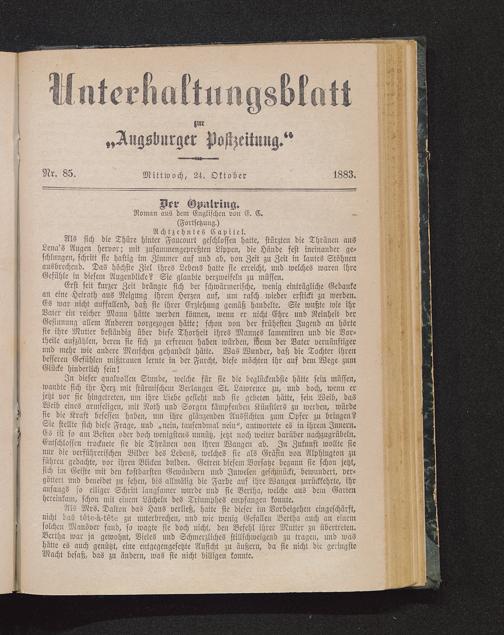 Unterhaltungsblatt
zur
„Augsburger Postzeitung.“
Nr. 85. Mittwoch, 24. Oktober 1883.
Der Opalring.
Roman aus dem Englischen von C. C.
(Fortsetzung.)
Achtzehntes Capitel.
Als sich die Thüre hinter Faucourt geschlossen hatte, stürzten die Thränen aus
Lena's Augen hervor; mit zusammengepreßten Lippen, die Hände fest ineinander ge-
schlungen, schritt sie hastig im Zimmer auf und ab, von Zeit zu Zeit in lautes Stöhnen
ausbrechend. Das höchste Ziel ihres Lebens hatte sie erreicht, und welches waren ihre
Gefühle in diesem Augenblicke? Sie glaubte verzweifeln zu müssen.
Erst seit kurzer Zeit drängte sich der schwärmerische, wenig einträgliche Gedanke
an eine Heirath aus Neigung ihrem Herzen auf, um rasch wieder erstickt zu werden.
Es war nicht auffallend, daß sie ihrer Erziehung gemäß handelte. Sie wußte wie ihr
Vater ein reicher Mann hätte werden können, wenn er nicht Ehre und Reinheit der
Gesinnung allem Anderen vorgezogen hätte; schon von der frühesten Jugend an hörte
sie ihre Mutter beständig über diese Thorheit ihres Mannes lamentiren und die Vor-
theile aufzählen, deren sie sich zu erfreuen haben würden, wenn der Vater vernünftiger
und mehr wie andere Menschen gehandelt hätte. Was Wunder, daß die Tochter ihren
besseren Gefühlen mißtrauen lernte in der Furcht, diese möchten ihr auf dem Wege zum
Glücke hinderlich sein!
In dieser qualvollen Stunde, welche für sie die beglückendste hätte sein müssen,
wandte sich ihr Herz mit stürmischem Verlangen St. Lawrence zu, und doch, wenn er
jetzt vor sie hingetreten, um ihre Liebe gefleht und sie gebeten hätte, sein Weib, das
Weib eines armseligen, mit Noth und Sorgen kämpfenden Künstlers zu werden, würde
sie die Kraft besessen haben, um ihre glänzenden Aussichten zum Opfer zu bringen?
Sie stellte sich diese Frage, und „nein, tausendmal nein“, antwortete es in ihrem Innern.
Es ist so am Besten oder doch wenigstens unnütz, jetzt noch weiter darüber nachzugrübeln.
Entschlossen trocknete sie die Thränen von ihren Wangen ab. In Zukunft wollte sie
nur die verführerischen Bilder des Lebens, welches sie als Gräfin von Alphington zu
führen gedachte, vor ihren Blicken dulden. Getreu diesem Vorsatze begann sie schon jetzt,
sich im Geiste mit den kostbarsten Gewändern und Juwelen geschmückt, bewundert, ver-
göttert und beneidet zu sehen, bis allmälig die Farbe auf ihre Wangen zurückkehrte, ihr
anfangs so eiliger Schritt langsamer wurde und sie Bertha, welche aus dem Garten
hereinkam, schon mit einem Lächeln des Triumphes empfangen konnte.
Als Mrs. Dalton das Haus verließ, hatte sie dieser im Vorbeigehen eingeschärft,
nicht das tête-à-tête zu unterbrechen, und wie wenig Gefallen Bertha auch an einem
solchen Manöver fand, so wagte sie doch nicht, den Befehl ihrer Mutter zu übertreten.
Bertha war ja gewohnt, Vieles und Schmerzliches stillschweigend zu tragen, und was
hätte es auch genützt, eine entgegengesetzte Ansicht zu äußern, da sie nicht die geringste
Macht besaß, das zu ändern, was sie nicht billigen konnte.